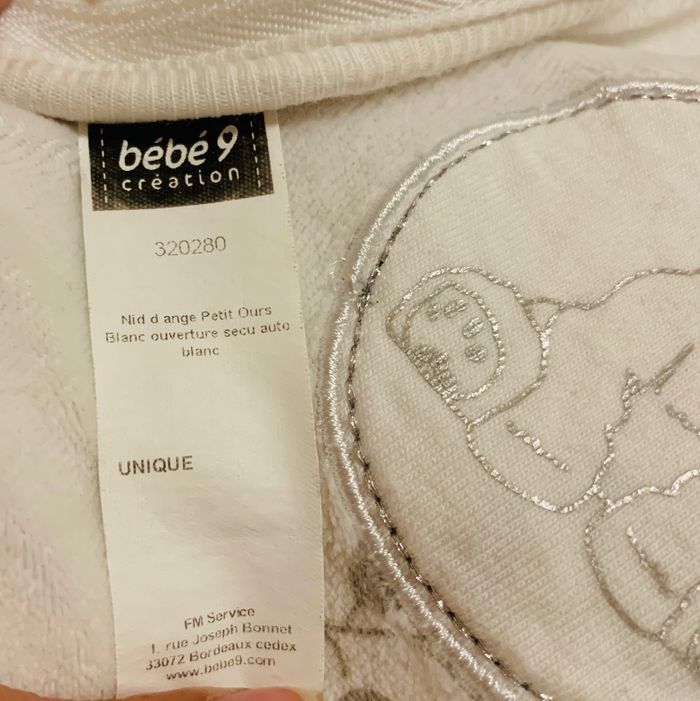 bébé 9
création
320280
Nid d ange Petit Ours
Blanc ouverture secu auto
blanc
UNIQUE
FM Service
1, rue Joseph Bonnet
33072 Bordeaux cedex
www.bebe9.com